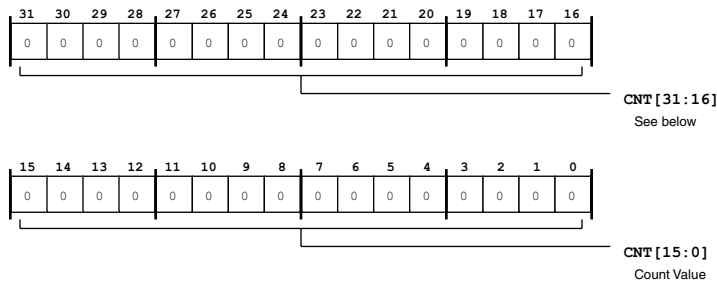 31 30 29 28 27 26 25 24 23 22 21 20 19 18 17 16
0 0 0 0 0 0 0 0 0 0 0 0 0 0 0 0
CNT[31:16]
See below
15 14 13 12 11 10 9 8 7 6 5 4 3 2 1 0
0 0 0 0 0 0 0 0 0 0 0 0 0 0 0 0
CNT[15:0]
Count Value